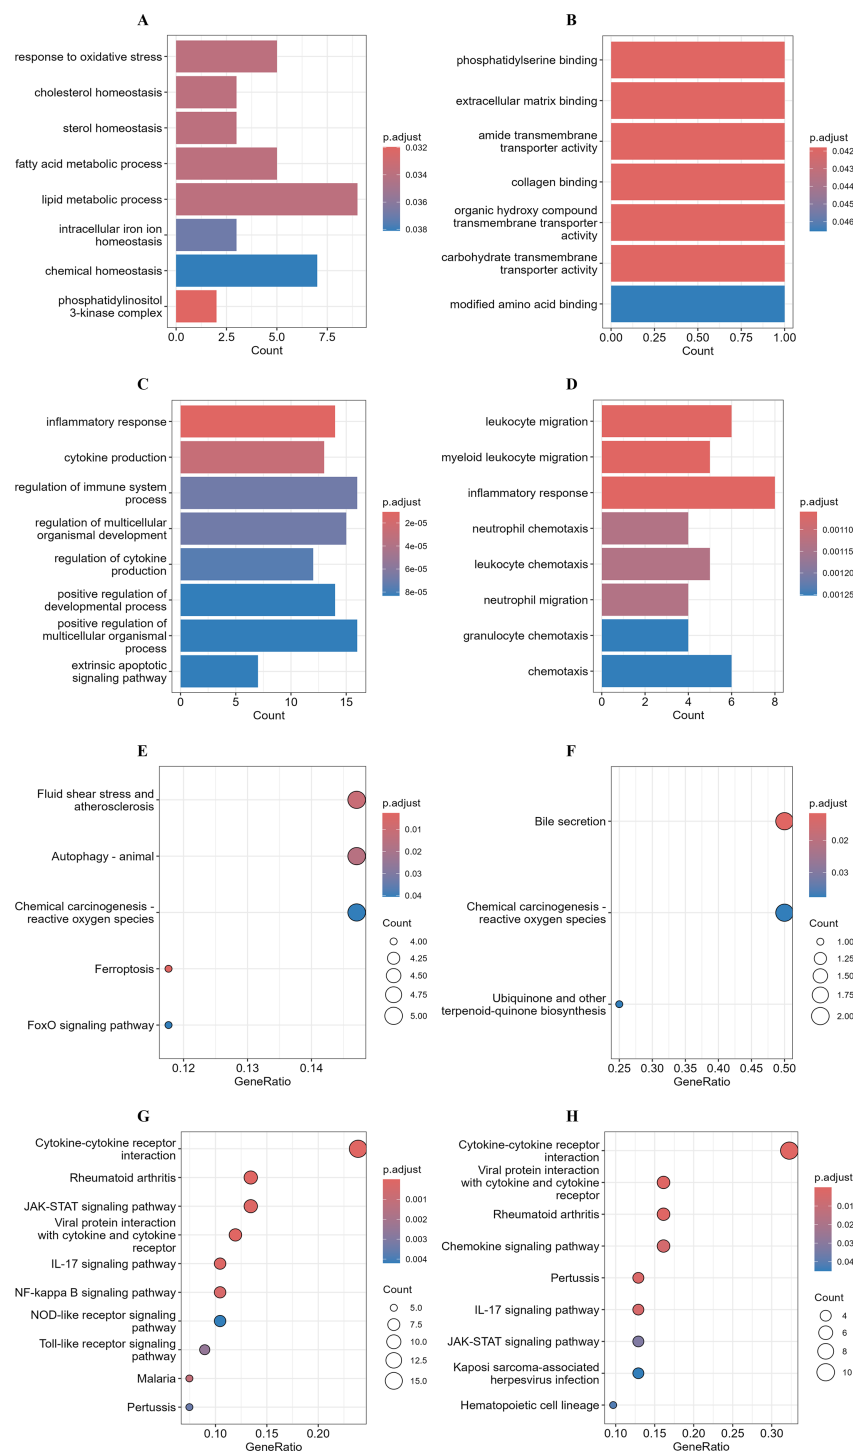 A
response to oxidative stress
cholesterol homeostasis
sterol homeostasis
fatty acid metabolic process
lipid metabolic process
intracellular iron ion
homeostasis
chemical homeostasis
phosphatidylinositol
3-kinase complex
0.0 2.5 5.0 7.5
Count
p.adjust
0.032
0.034
0.036
0.038
B
phosphatidylserine binding
extracellular matrix binding
amide transmembrane
transporter activity
collagen binding
organic hydroxy compound
transmembrane transporter
activity
carbohydrate transmembrane
transporter activity
modified amino acid binding
0.00 0.25 0.50 0.75 1.00
Count
p.adjust
0.042
0.043
0.044
0.045
0.046
C
inflammatory response
cytokine production
regulation of immune system
process
regulation of multicellular
organismal development
regulation of cytokine
production
positive regulation of
developmental process
positive regulation of
multicellular organismal
process
extrinsic apoptotic
signaling pathway
0 5 10 15
Count
p.adjust
2e-05
4e-05
6e-05
8e-05
D
leukocyte migration
myeloid leukocyte migration
inflammatory response
neutrophil chemotaxis
leukocyte chemotaxis
neutrophil migration
granulocyte chemotaxis
chemotaxis
0 2 4 6 8
Count
p.adjust
0.00110
0.00115
0.00120
0.00125
E
Fluid shear stress and
atherosclerosis
Autophagy - animal
Chemical carcinogenesis -
reactive oxygen species
Ferroptosis
FoxO signaling pathway
0.12 0.13 0.14
GeneRatio
p.adjust
0.01
0.02
0.03
0.04
Count
4.00
4.25
4.50
4.75
5.00
F
Bile secretion
Chemical carcinogenesis -
reactive oxygen species
Ubiquinone and other
terpenoid-quinone biosynthesis
0.25 0.30 0.35 0.40 0.45 0.50
GeneRatio
p.adjust
0.02
0.03
Count
1.00
1.25
1.50
1.75
2.00
G
Cytokine-cytokine receptor
interaction
Rheumatoid arthritis
JAK-STAT signaling pathway
Viral protein interaction
with cytokine and cytokine
receptor
IL-17 signaling pathway
NF-kappa B signaling pathway
NOD-like receptor signaling
pathway
Toll-like receptor signaling
pathway
Malaria
Pertussis
0.10 0.15 0.20
GeneRatio
p.adjust
0.001
0.002
0.003
0.004
Count
5.0
7.5
10.0
12.5
15.0
H
Cytokine-cytokine receptor
interaction
Viral protein interaction
with cytokine and cytokine
receptor
Rheumatoid arthritis
Chemokine signaling pathway
Pertussis
IL-17 signaling pathway
JAK-STAT signaling pathway
Kaposi sarcoma-associated
herpesvirus infection
Hematopoietic cell lineage
0.10 0.15 0.20 0.25 0.30
GeneRatio
p.adjust
0.01
0.02
0.03
0.04
Count
4
6
8
10